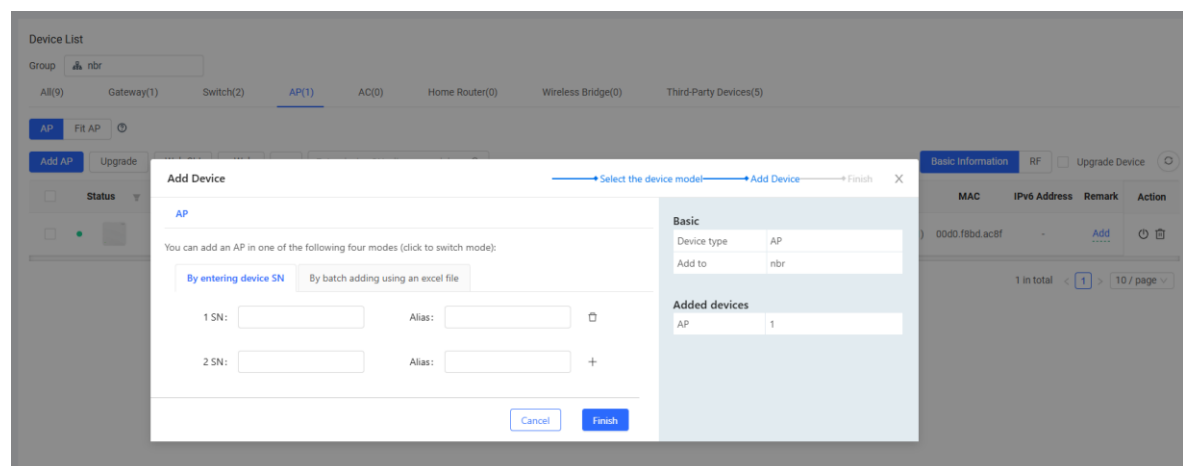 Device List
Group nbr
All(9) Gateway(1) Switch(2) AP(1) AC(0) Home Router(0) Wireless Bridge(0) Third-Party Devices(5)
AP Fit AP
Add AP Upgrade Basic Information RF Upgrade Device
Status MAC IPv6 Address Remark Action
00d0.f8bd.ac8f - Add
1 in total < 1 > 10 / page
Add Device Select the device model Add Device Finish X
AP
You can add an AP in one of the following four modes (click to switch mode):
By entering device SN By batch adding using an excel file
1 SN: Alias:
2 SN: Alias:
Cancel Finish
Basic
Device type AP
Add to nbr
Added devices
AP 1